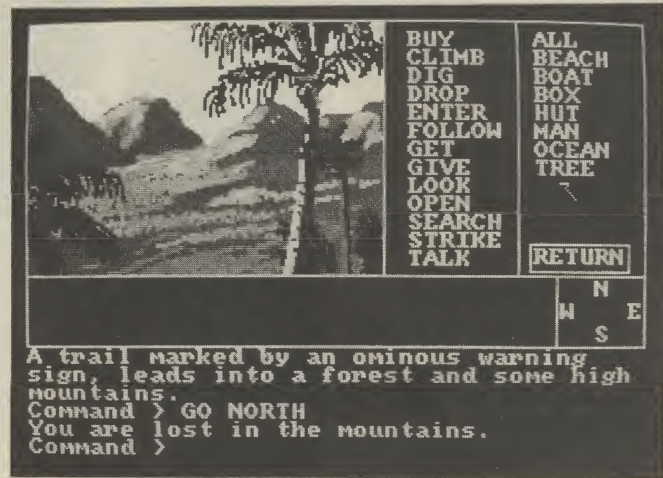 BUY
CLIMB
DIG
DROP
ENTER
FOLLOW
GET
GIVE
LOOK
OPEN
SEARCH
STRIKE
TALK
ALL
BEACH
BOAT
BOX
HUT
MAN
OCEAN
TREE
RETURN
N
W E
S
A trail marked by an ominous warning
sign, leads into a forest and some high
mountains.
Command > GO NORTH
You are lost in the mountains.
Command >